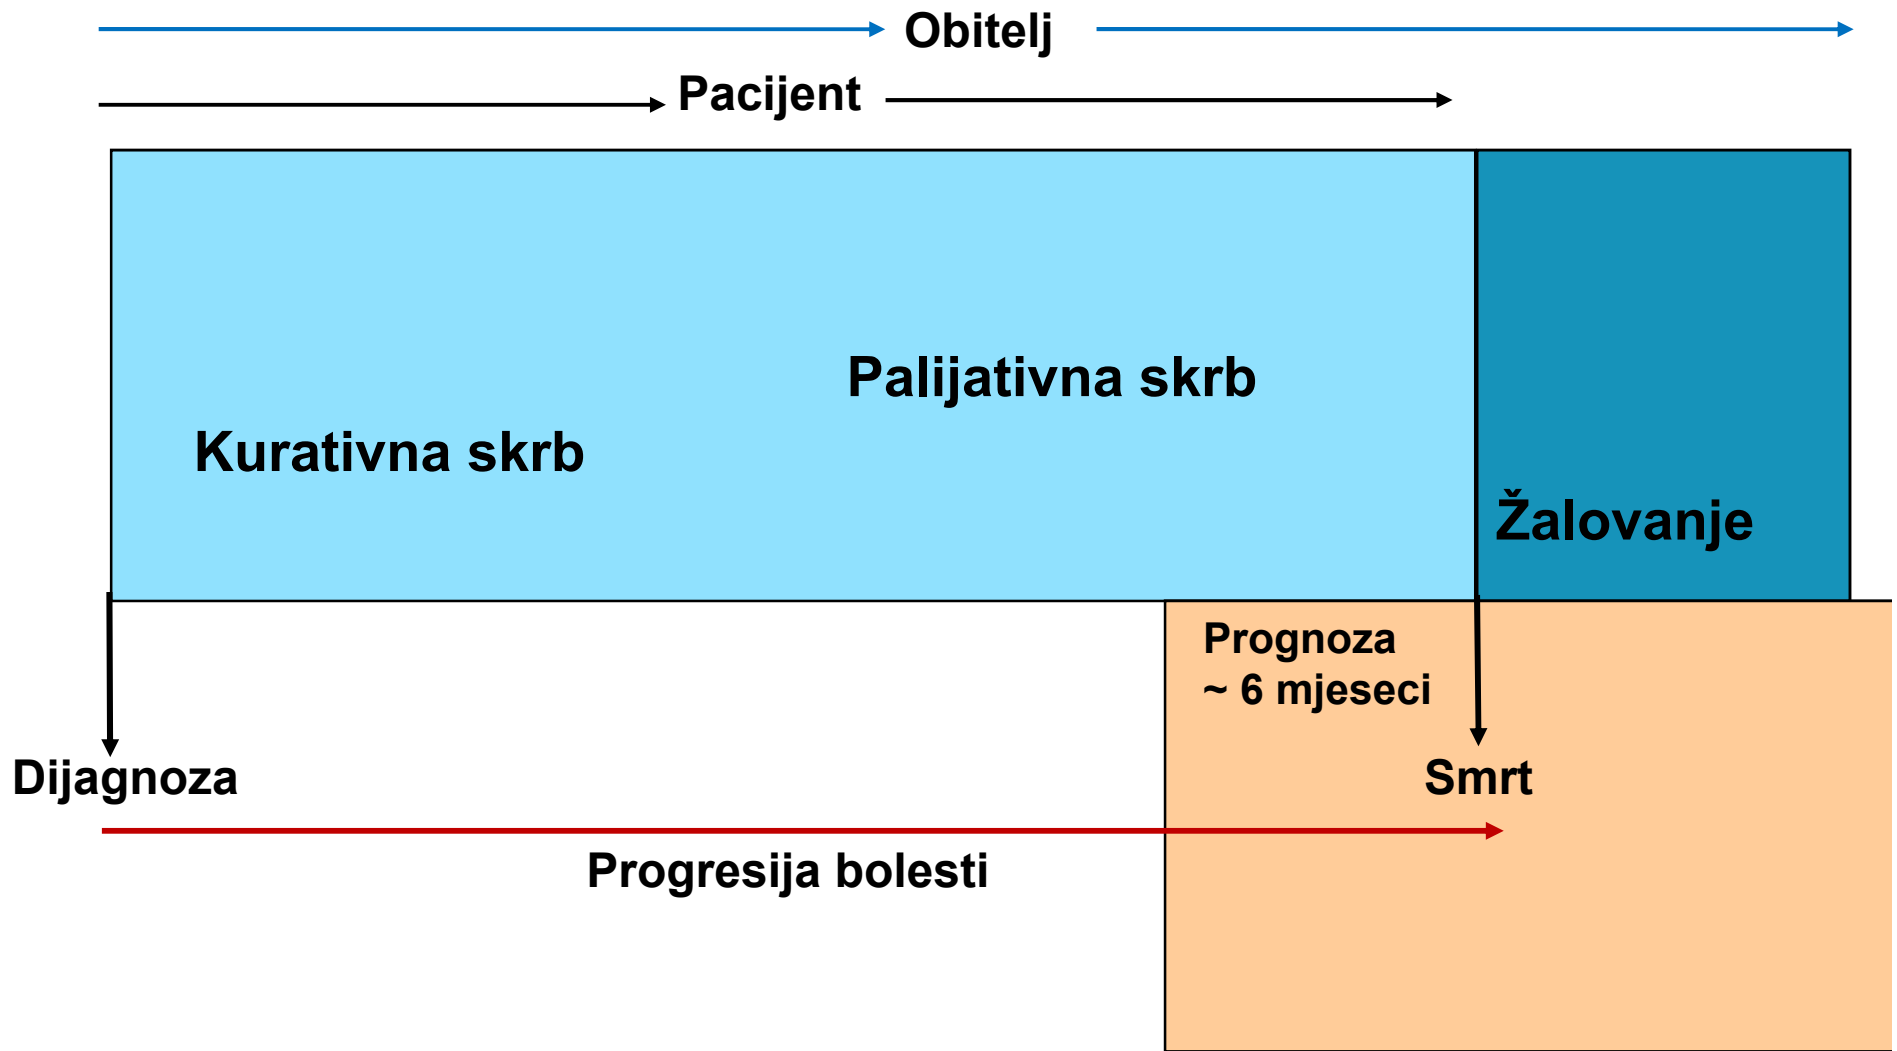 Obitelj
Pacijent
Palijativna skrb
Kurativna skrb
Žalovanje
Prognoza
~ 6 mjeseci
Dijagnoza
Smrt
Progresija bolesti